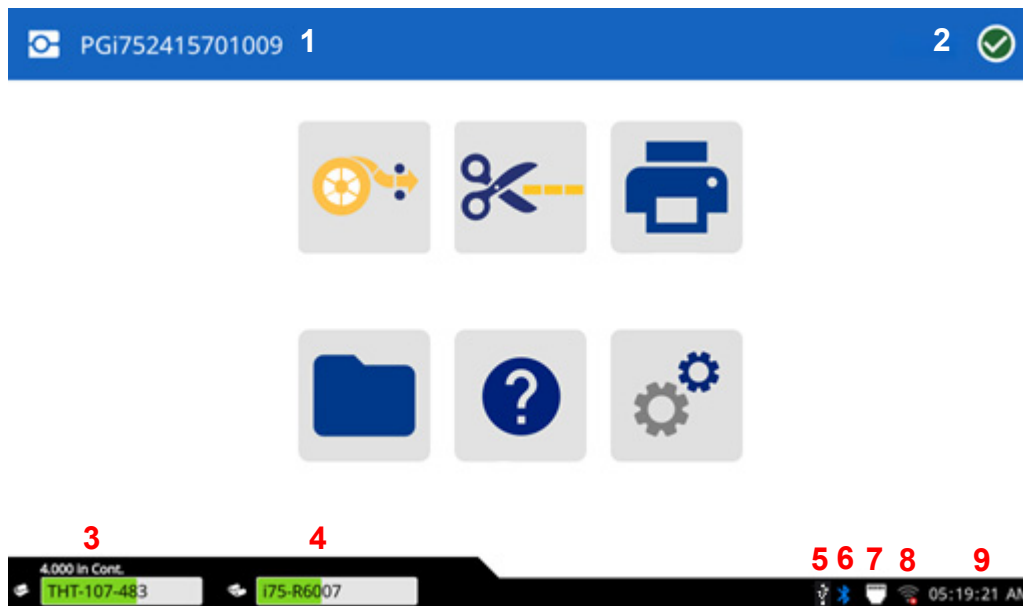 PGi752415701009 1 2
3 4
4.000 in Cont.
THT-107-483 i75-R6007
5 6 7 8 9
05:19:21 AM